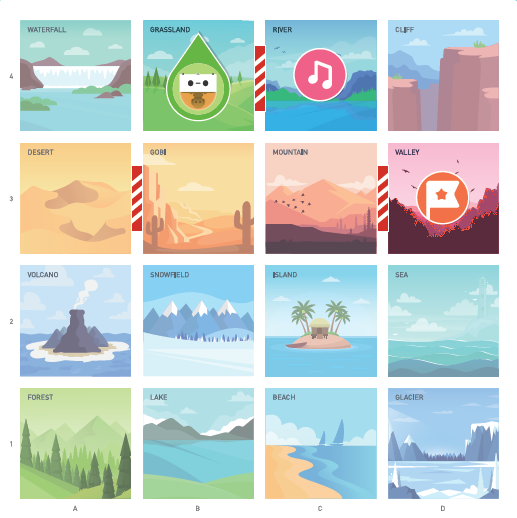 WATERFALL GRASSLAND RIVER CLIFF
4
DESERT GOBI MOUNTAIN VALLEY
3
VOLCANO SNOWFIELD ISLAND SEA
2
FOREST LAKE BEACH GLACIER
1
A B C D